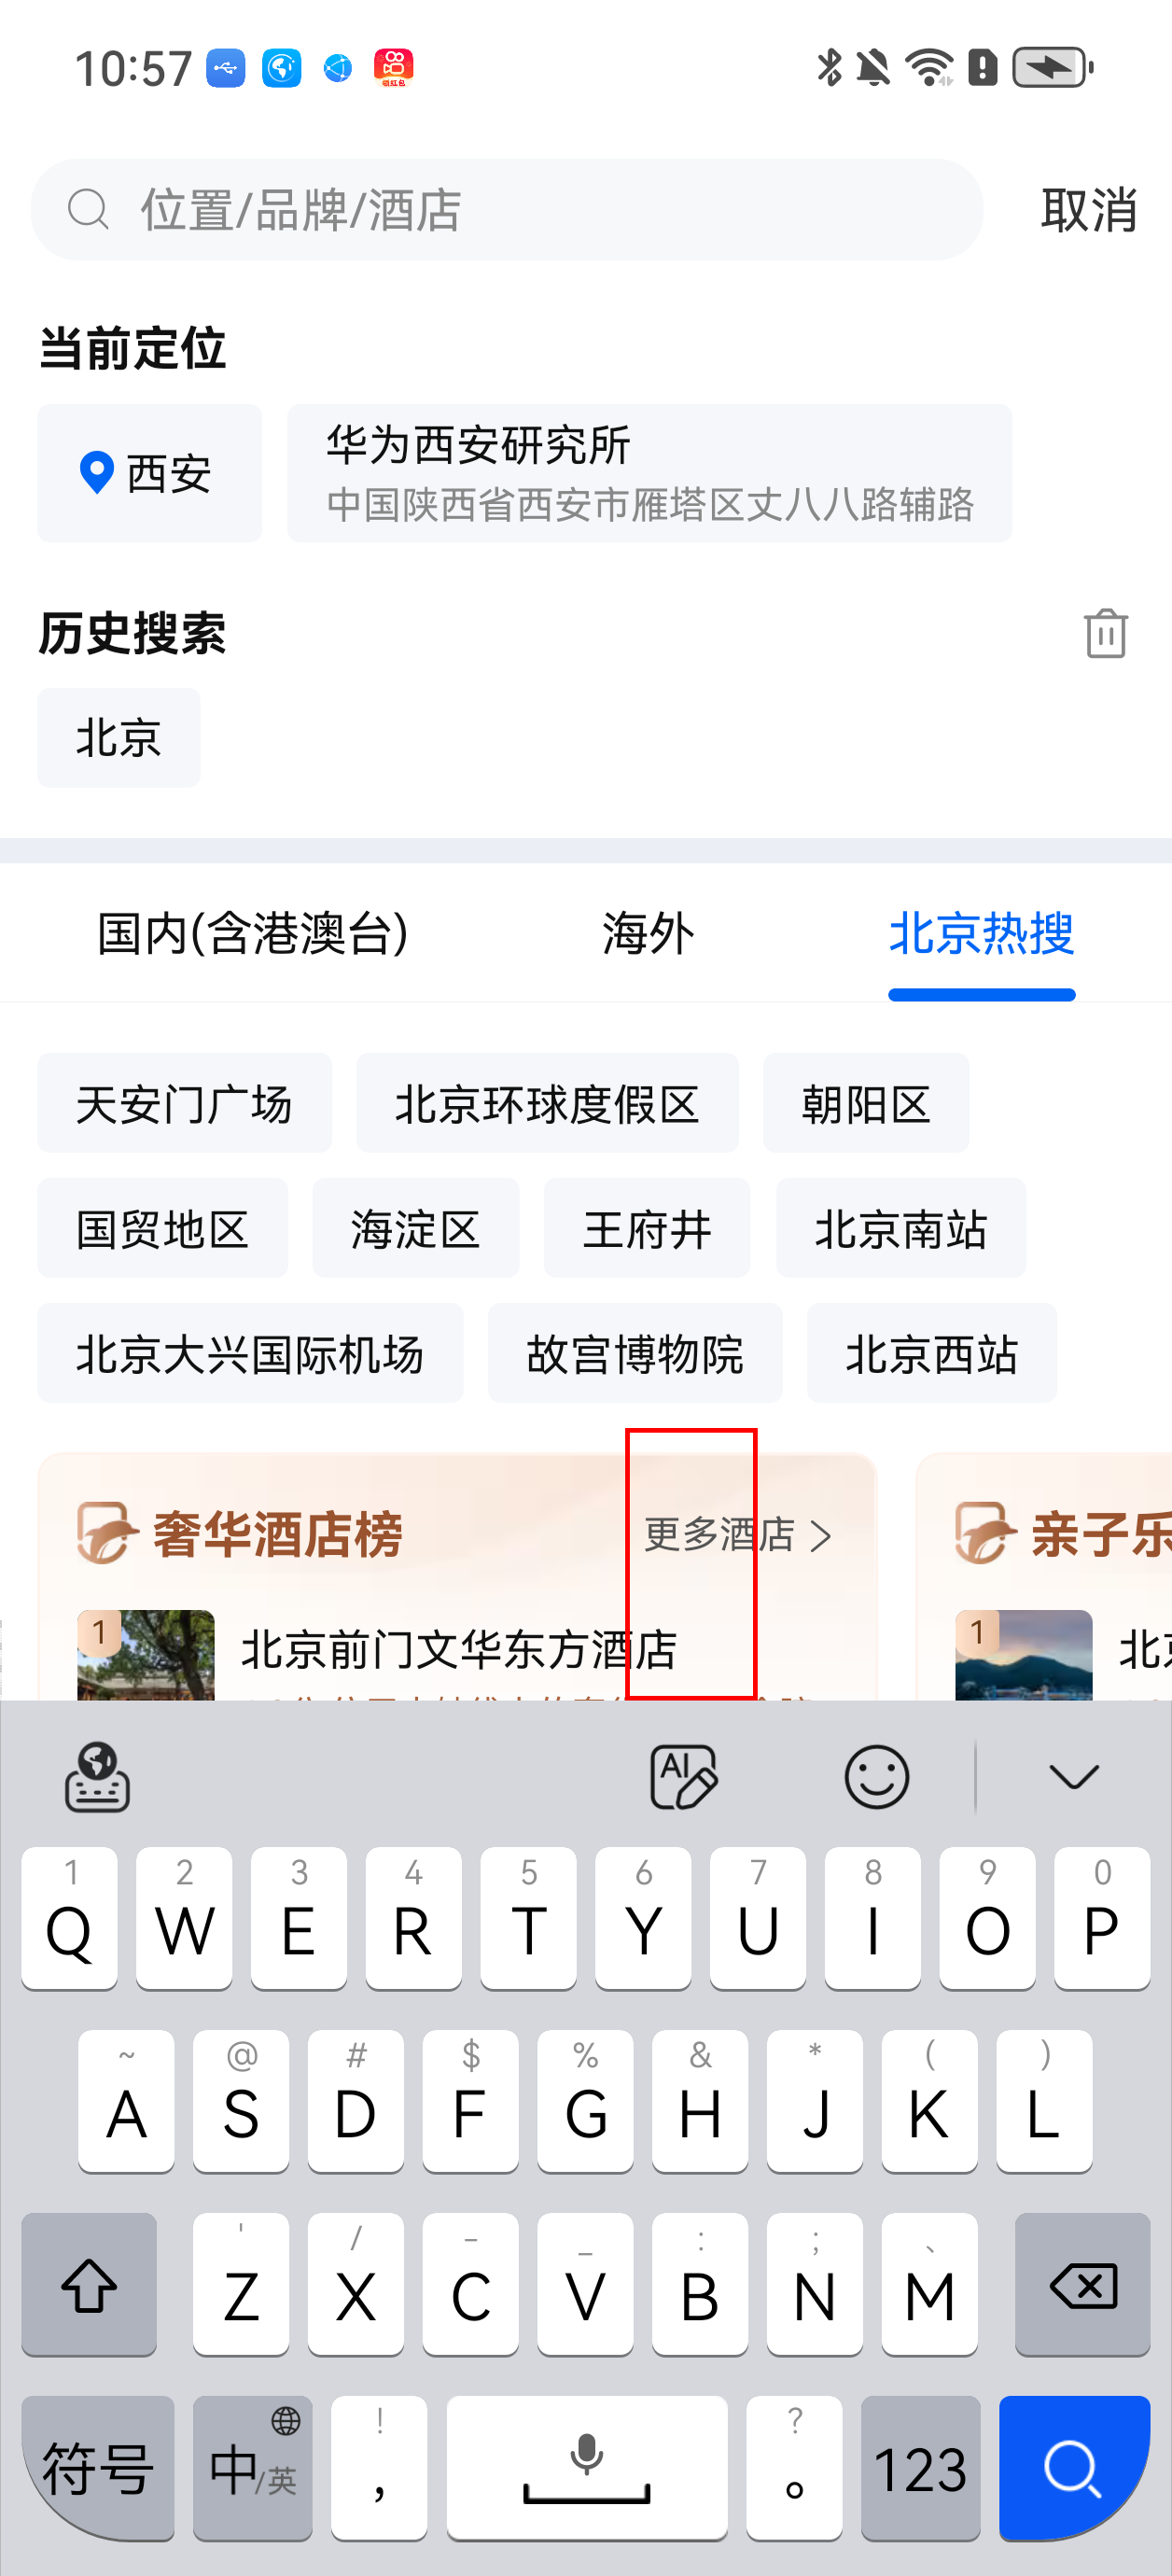 10:57
位置/品牌/酒店 取消
当前定位
西安
华为西安研究所
中国陕西省西安市雁塔区丈八八路辅路
历史搜索
北京
国内(含港澳台) 海外 北京热搜
天安门广场 北京环球度假区 朝阳区
国贸地区 海淀区 王府井 北京南站
北京大兴国际机场 故宫博物院 北京西站
奢华酒店榜 更多酒店 亲子乐
1 北京前门文华东方酒店 1
AI
1 2 3 4 5 6 7 8 9 0
Q W E R T Y U I O P
~ @ # $ % & * ( )
A S D F G H J K L
' / - _ : ; 、
Z X C V B N M
! ?
符号 中/英 , 。 123